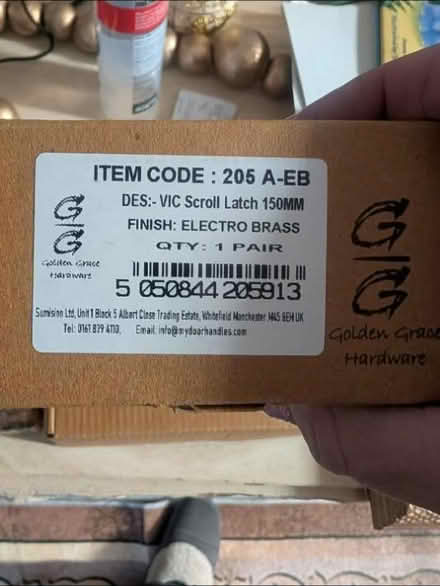 ITEM CODE : 205 A-EB
DES:- VIC Scroll Latch 150MM
FINISH: ELECTRO BRASS
QTY: 1 PAIR
G
G
Golden Grace
Hardware
5 050844 205913
Sumision Ltd, Unit 1 Block 5 Albert Close Trading Estate, Whitefield Manchester M45 8EH UK
Tel: 0161 839 4110, Email: info@mydoorhandles.com
G
G
Golden Grace
Hardware